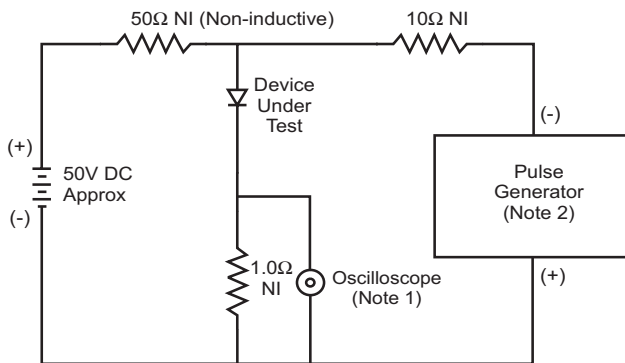 50Ω NI (Non-inductive)
10Ω NI
Device
Under
Test
(-)
(+)
50V DC
Approx
(-)
Pulse
Generator
(Note 2)
1.0Ω
NI
Oscilloscope
(Note 1)
(+)